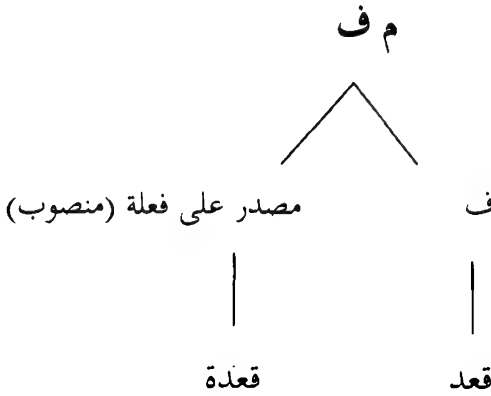 م ف
ف مصدر على فعلة (منصوب)
قعد قعدة